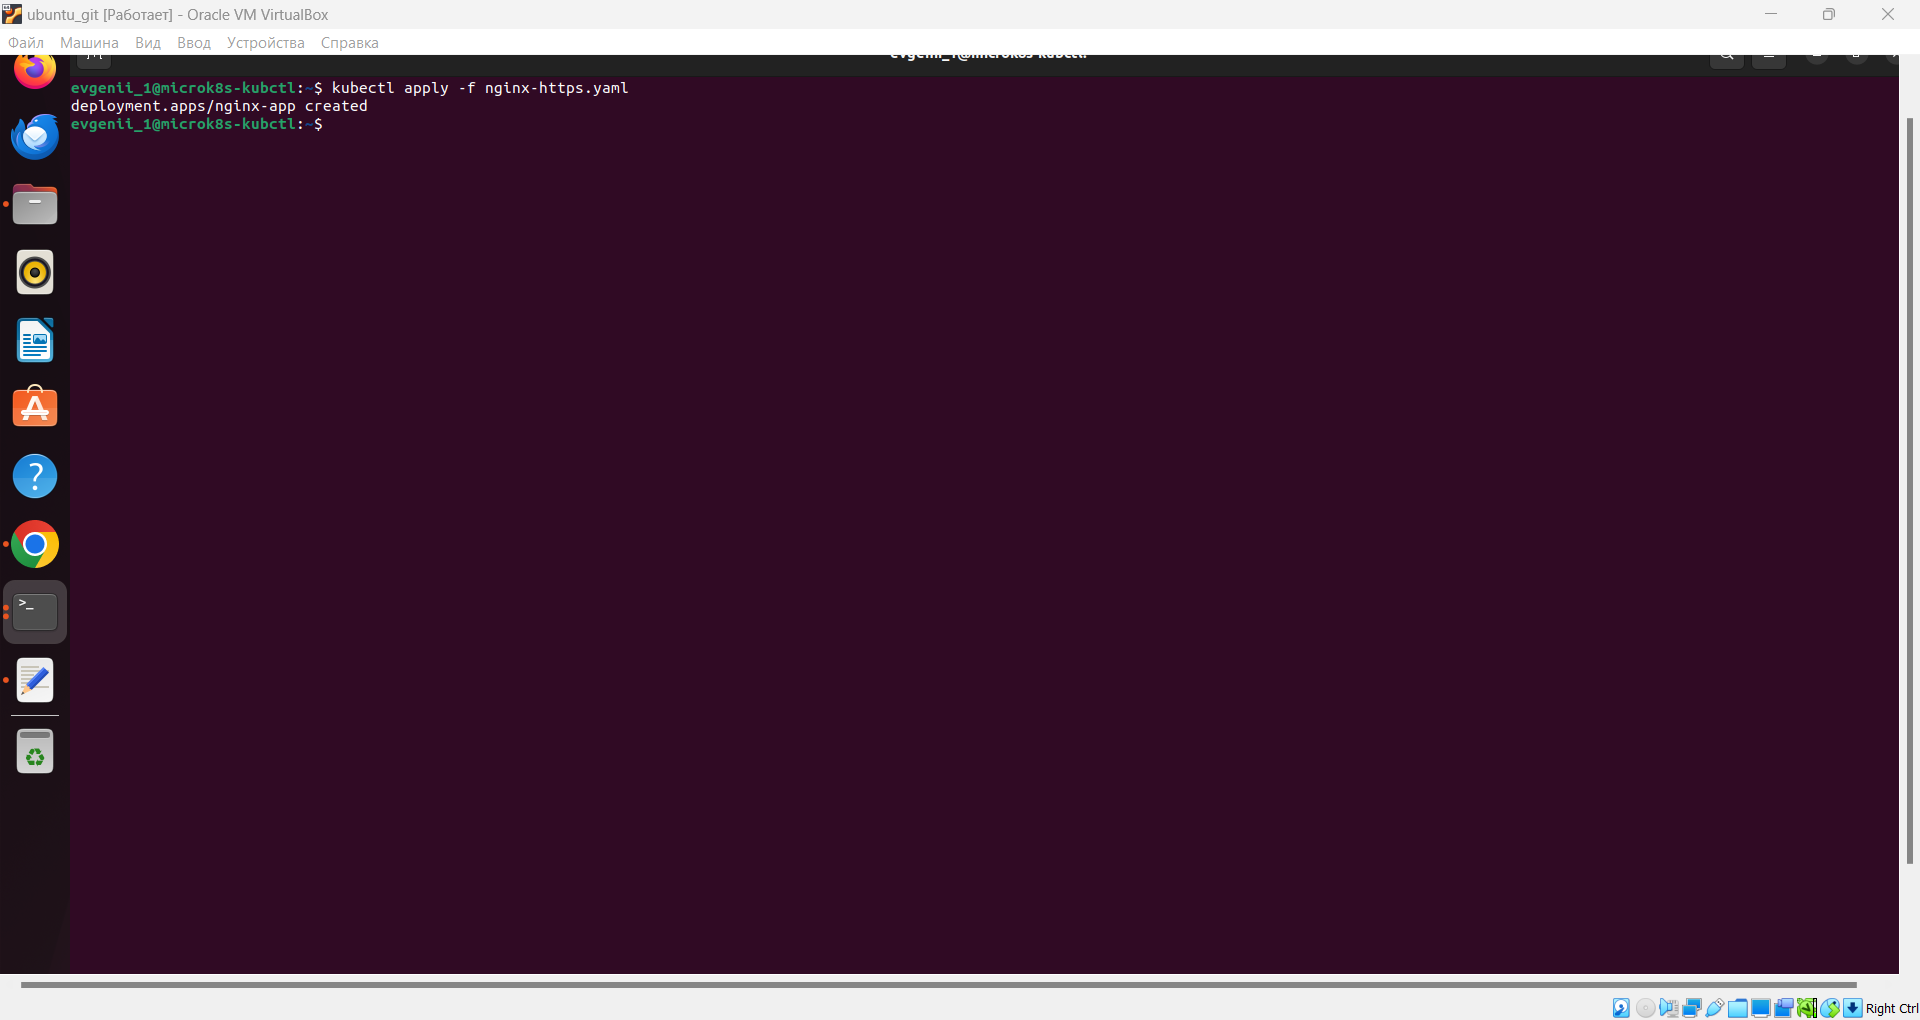 ubuntu_git [Работает] - Oracle VM VirtualBox
Файл Машина Вид Ввод Устройства Справка
evgenii_1@microk8s-kubctl:~$ kubectl apply -f nginx-https.yaml
deployment.apps/nginx-app created
evgenii_1@microk8s-kubctl:~$
Right Ctrl